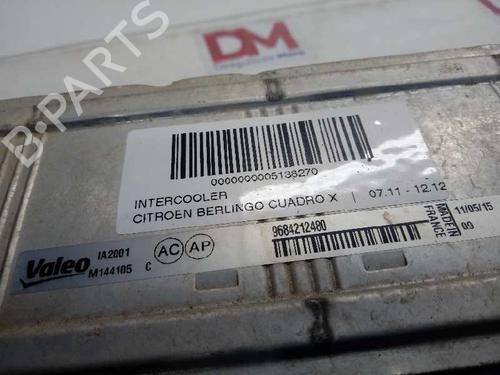 DM
B-PARTS
0000000005138270
INTERCOOLER
CITROEN BERLINGO CUADRO X | 07.11 - 12.12
Valeo
IA2001
M144105 C
AC AP
9684212480
MADE IN
FRANCE
11/05/15
09